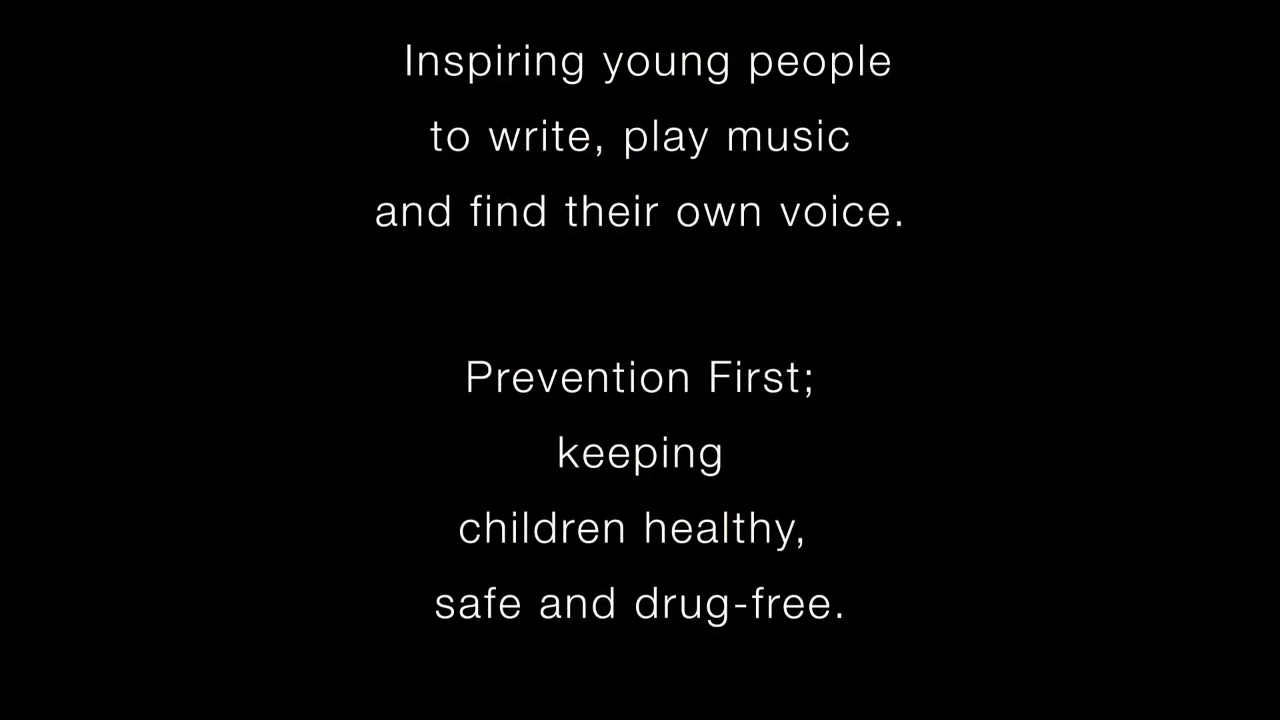 Inspiring young people
to write, play music
and find their own voice.
Prevention First;
keeping
children healthy,
safe and drug-free.